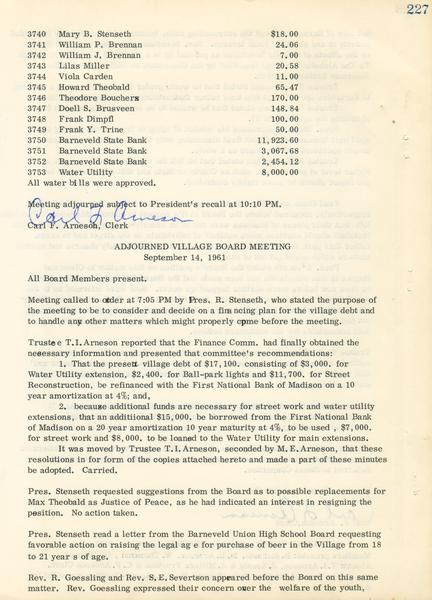 227
3740 Mary B. Stenseth $18.00
3741 William P. Brennan 24.06
3742 William J. Brennan 7.00
3743 Lilas Miller 20.58
3744 Viola Carden 11.00
3745 Howard Theobald 65.47
3746 Theodore Bouchers 170.00
3747 Doell S. Brusveen 148.84
3748 Frank Dimpfl 100.00
3749 Frank Y. Trine 50.00
3750 Barneveld State Bank 11,923.60
3751 Barneveld State Bank 3,067.68
3752 Barneveld State Bank 2,454.12
3753 Water Utility 8,000.00
All water bills were approved.
Meeting adjourned subject to President's recall at 10:10 PM.
Carl F. Arneson
Carl F. Arneson, Clerk
ADJOURNED VILLAGE BOARD MEETING
September 14, 1961
All Board Members present.
Meeting called to order at 7:05 PM by Pres. R. Stenseth, who stated the purpose of
the meeting to be to consider and decide on a financing plan for the village debt and
to handle any other matters which might properly come before the meeting.
Trustee T.I. Arneson reported that the Finance Comm. had finally obtained the
necessary information and presented that committee's recommendations:
1. That the present village debt of $17,100. consisting of $3,000. for
Water Utility extension, $2,400. for Ball-park lights and $11,700. for Street
Reconstruction, be refinanced with the First National Bank of Madison on a 10
year amortization at 4%; and,
2. because additional funds are necessary for street work and water utility
extensions, that an additional $15,000. be borrowed from the First National Bank
of Madison on a 20 year amortization 10 year maturity at 4%, to be used, $7,000.
for street work and $8,000. to be loaned to the Water Utility for main extensions.
It was moved by Trustee T.I. Arneson, seconded by M.E. Arneson, that these
resolutions in for of the copies attached hereto and made a part of these minutes
be adopted. Carried.
Pres. Stenseth requested suggestions from the Board as to possible replacements for
Max Theobald as Justice of Peace, as he had indicated an interest in resigning the
position. No action taken.
Pres. Stenseth read a letter from the Barneveld Union High School Board requesting
favorable action on raising the legal age for purchase of beer in the Village from 18
to 21 years of age.
Rev. R. Goessling and Rev. S.E. Severtson appeared before the Board on this same
matter. Rev. Goessling expressed their concern over the welfare of the youth,